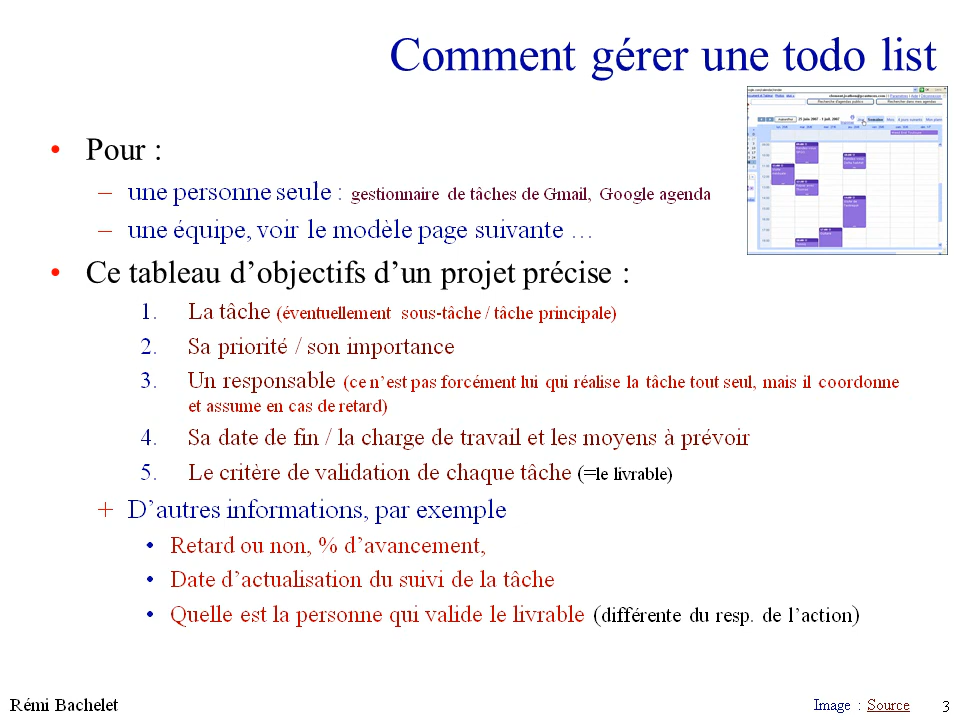 Comment gérer une todo list
• Pour :
– une personne seule : gestionnaire de tâches de Gmail, Google agenda
– une équipe, voir le modèle page suivante …
• Ce tableau d’objectifs d’un projet précise :
1. La tâche (éventuellement sous-tâche / tâche principale)
2. Sa priorité / son importance
3. Un responsable (ce n’est pas forcément lui qui réalise la tâche tout seul, mais il coordonne
et assume en cas de retard)
4. Sa date de fin / la charge de travail et les moyens à prévoir
5. Le critère de validation de chaque tâche (=le livrable)
+ D’autres informations, par exemple
• Retard ou non, % d’avancement,
• Date d’actualisation du suivi de la tâche
• Quelle est la personne qui valide le livrable (différente du resp. de l’action)
Rémi Bachelet
Image : Source
3